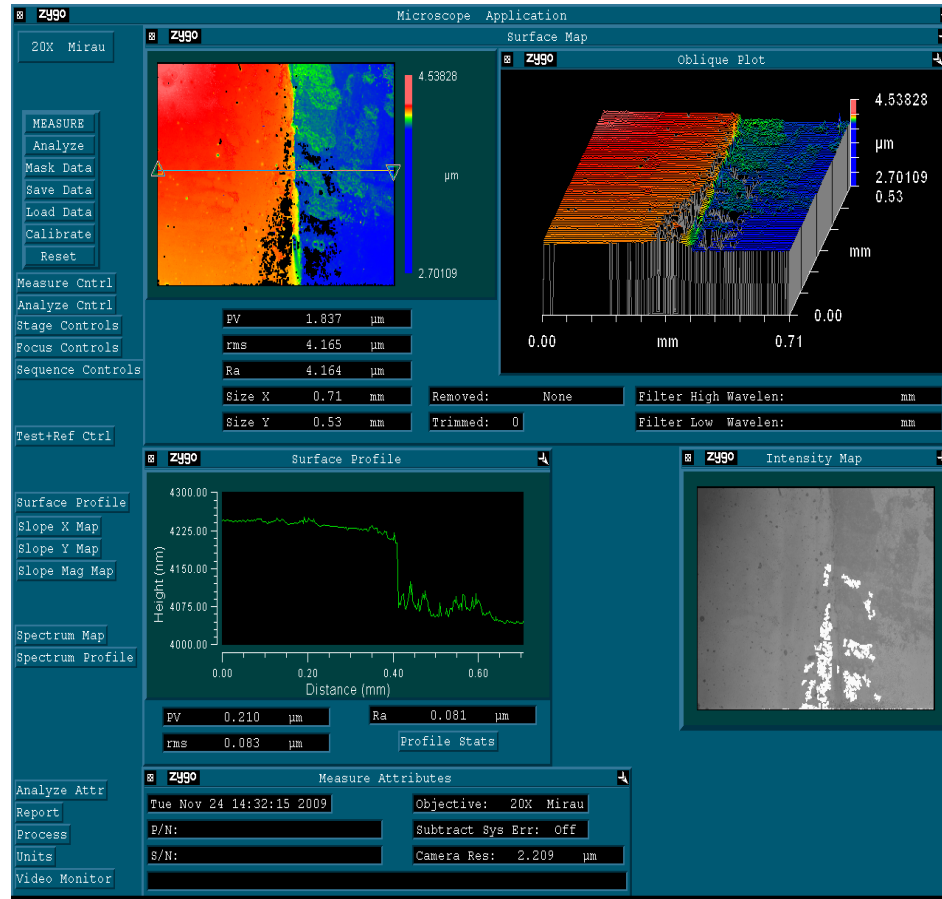 zygo Microscope Application
20X Mirau
MEASURE
Analyze
Mask Data
Save Data
Load Data
Calibrate
Reset
Measure Cntrl
Analyze Cntrl
Stage Controls
Focus Controls
Sequence Controls
Test+Ref Ctrl
Surface Profile
Slope X Map
Slope Y Map
Slope Mag Map
Spectrum Map
Spectrum Profile
Analyze Attr
Report
Process
Units
Video Monitor
zygo Surface Map
4.53828
µm
2.70109
PV 1.837 µm
rms 4.165 µm
Ra 4.164 µm
Size X 0.71 mm
Size Y 0.53 mm
Removed: None
Trimmed: 0
Filter High Wavelen: mm
Filter Low Wavelen: mm
zygo Oblique Plot
4.53828
µm
2.70109
0.53
mm
0.00
0.00 mm 0.71
zygo Surface Profile
4300.00
4225.00
4150.00
4075.00
4000.00
Height (nm)
0.00 0.20 0.40 0.60
Distance (mm)
PV 0.210 µm
rms 0.083 µm
Ra 0.081 µm
Profile Stats
zygo Intensity Map
zygo Measure Attributes
Tue Nov 24 14:32:15 2009
P/N:
S/N:
Objective: 20X Mirau
Subtract Sys Err: Off
Camera Res: 2.209 µm